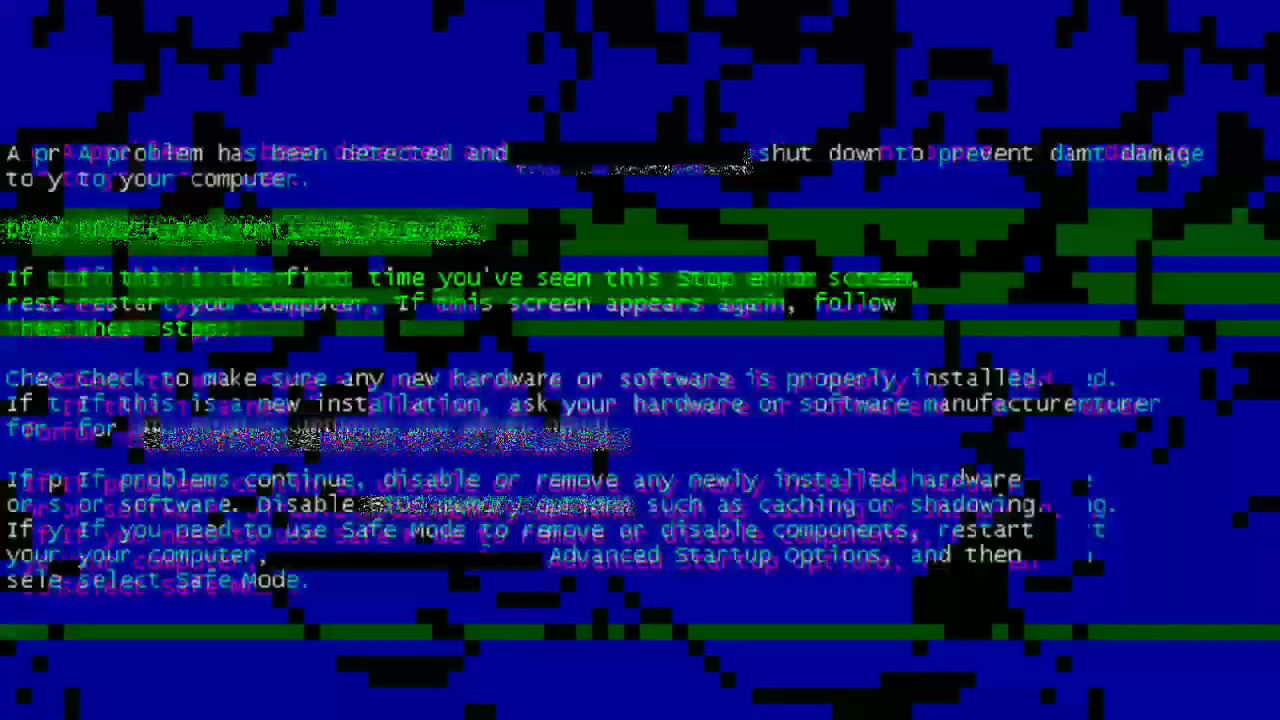 A pr A problem has been detected and shut down to prevent damt damage
to y to your computer.
If this is the first time you've seen this Stop error screen,
rest restart your computer. If this screen appears again, follow
steps:
Chec Check to make sure any new hardware or software is properly installed. d.
If t If this is a new installation, ask your hardware or software manufacturer
for for
If p If problems continue, disable or remove any newly installed hardware
or s or software. Disable such as caching or shadowing. g.
If y If you need to use Safe Mode to remove or disable components, restart t
your your computer, Advanced Startup Options, and then
sele select Safe Mode.